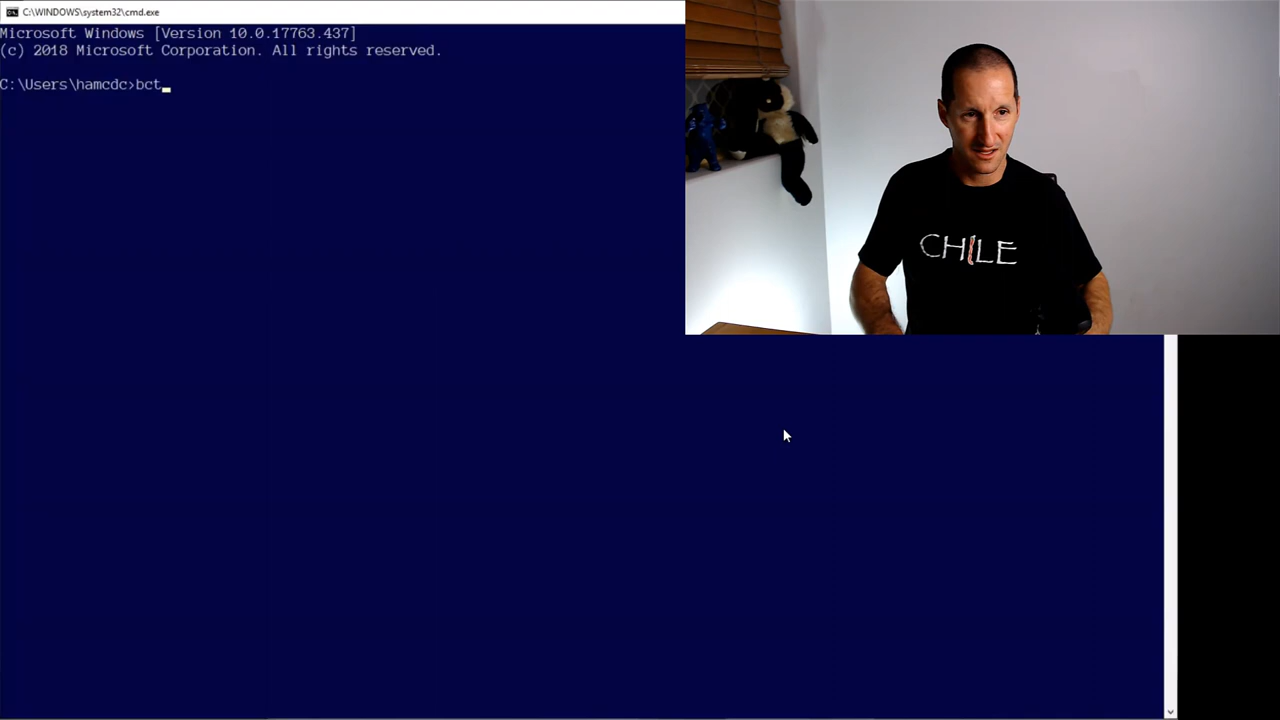 C:\WINDOWS\system32\cmd.exe
Microsoft Windows [Version 10.0.17763.437]
(c) 2018 Microsoft Corporation. All rights reserved.
C:\Users\hamcdc>bct
CHILE